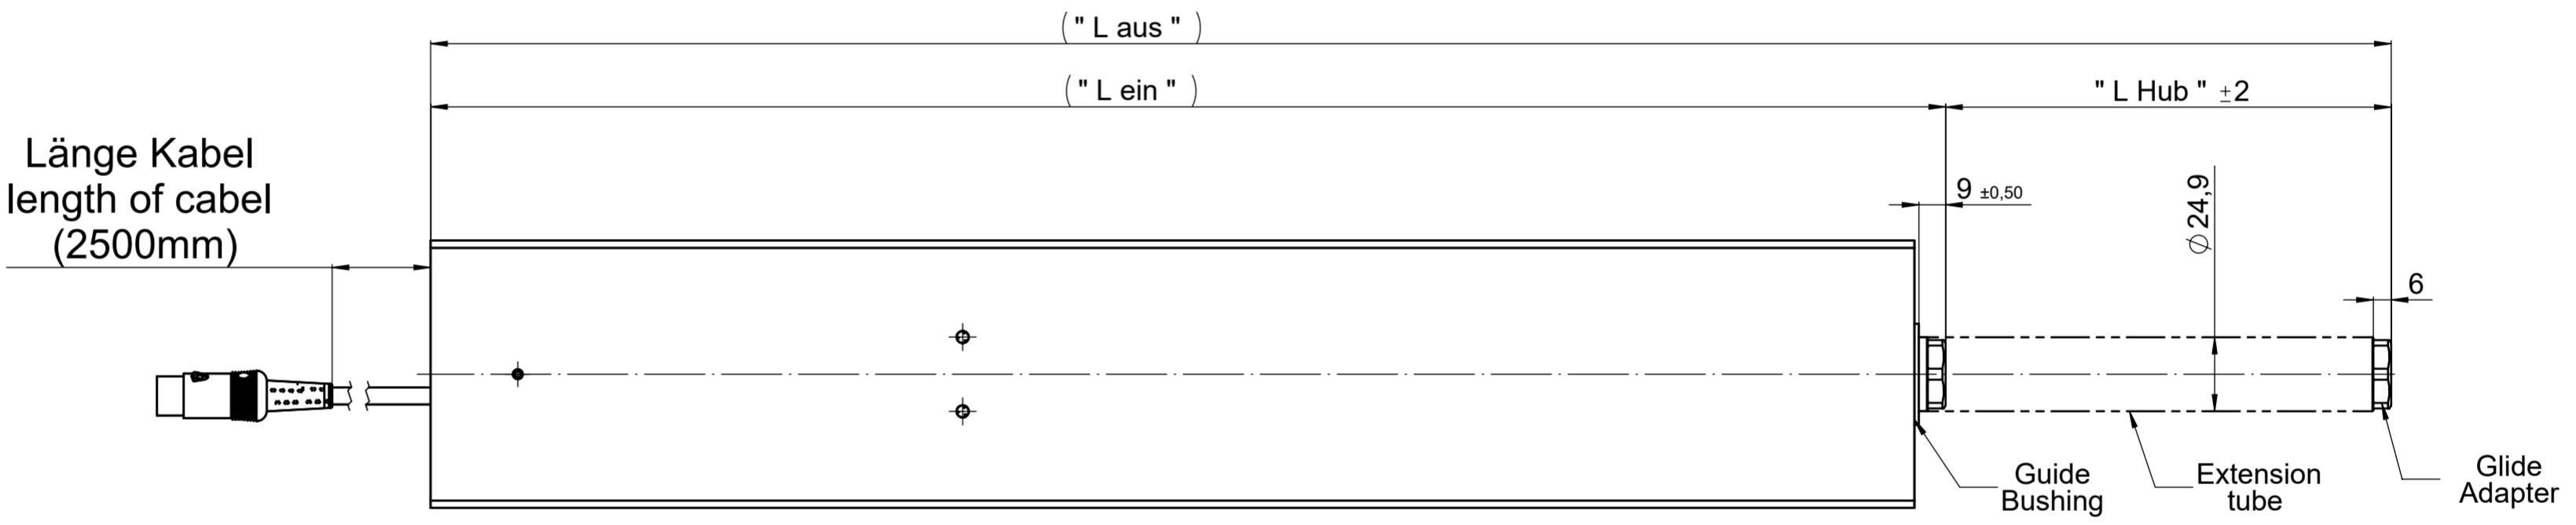 (" L aus ")
(" L ein ")
" L Hub " ±2
Länge Kabel
length of cabel
(2500mm)
9 ±0,50
∅24,9
6
Guide
Bushing
Extension
tube
Glide
Adapter